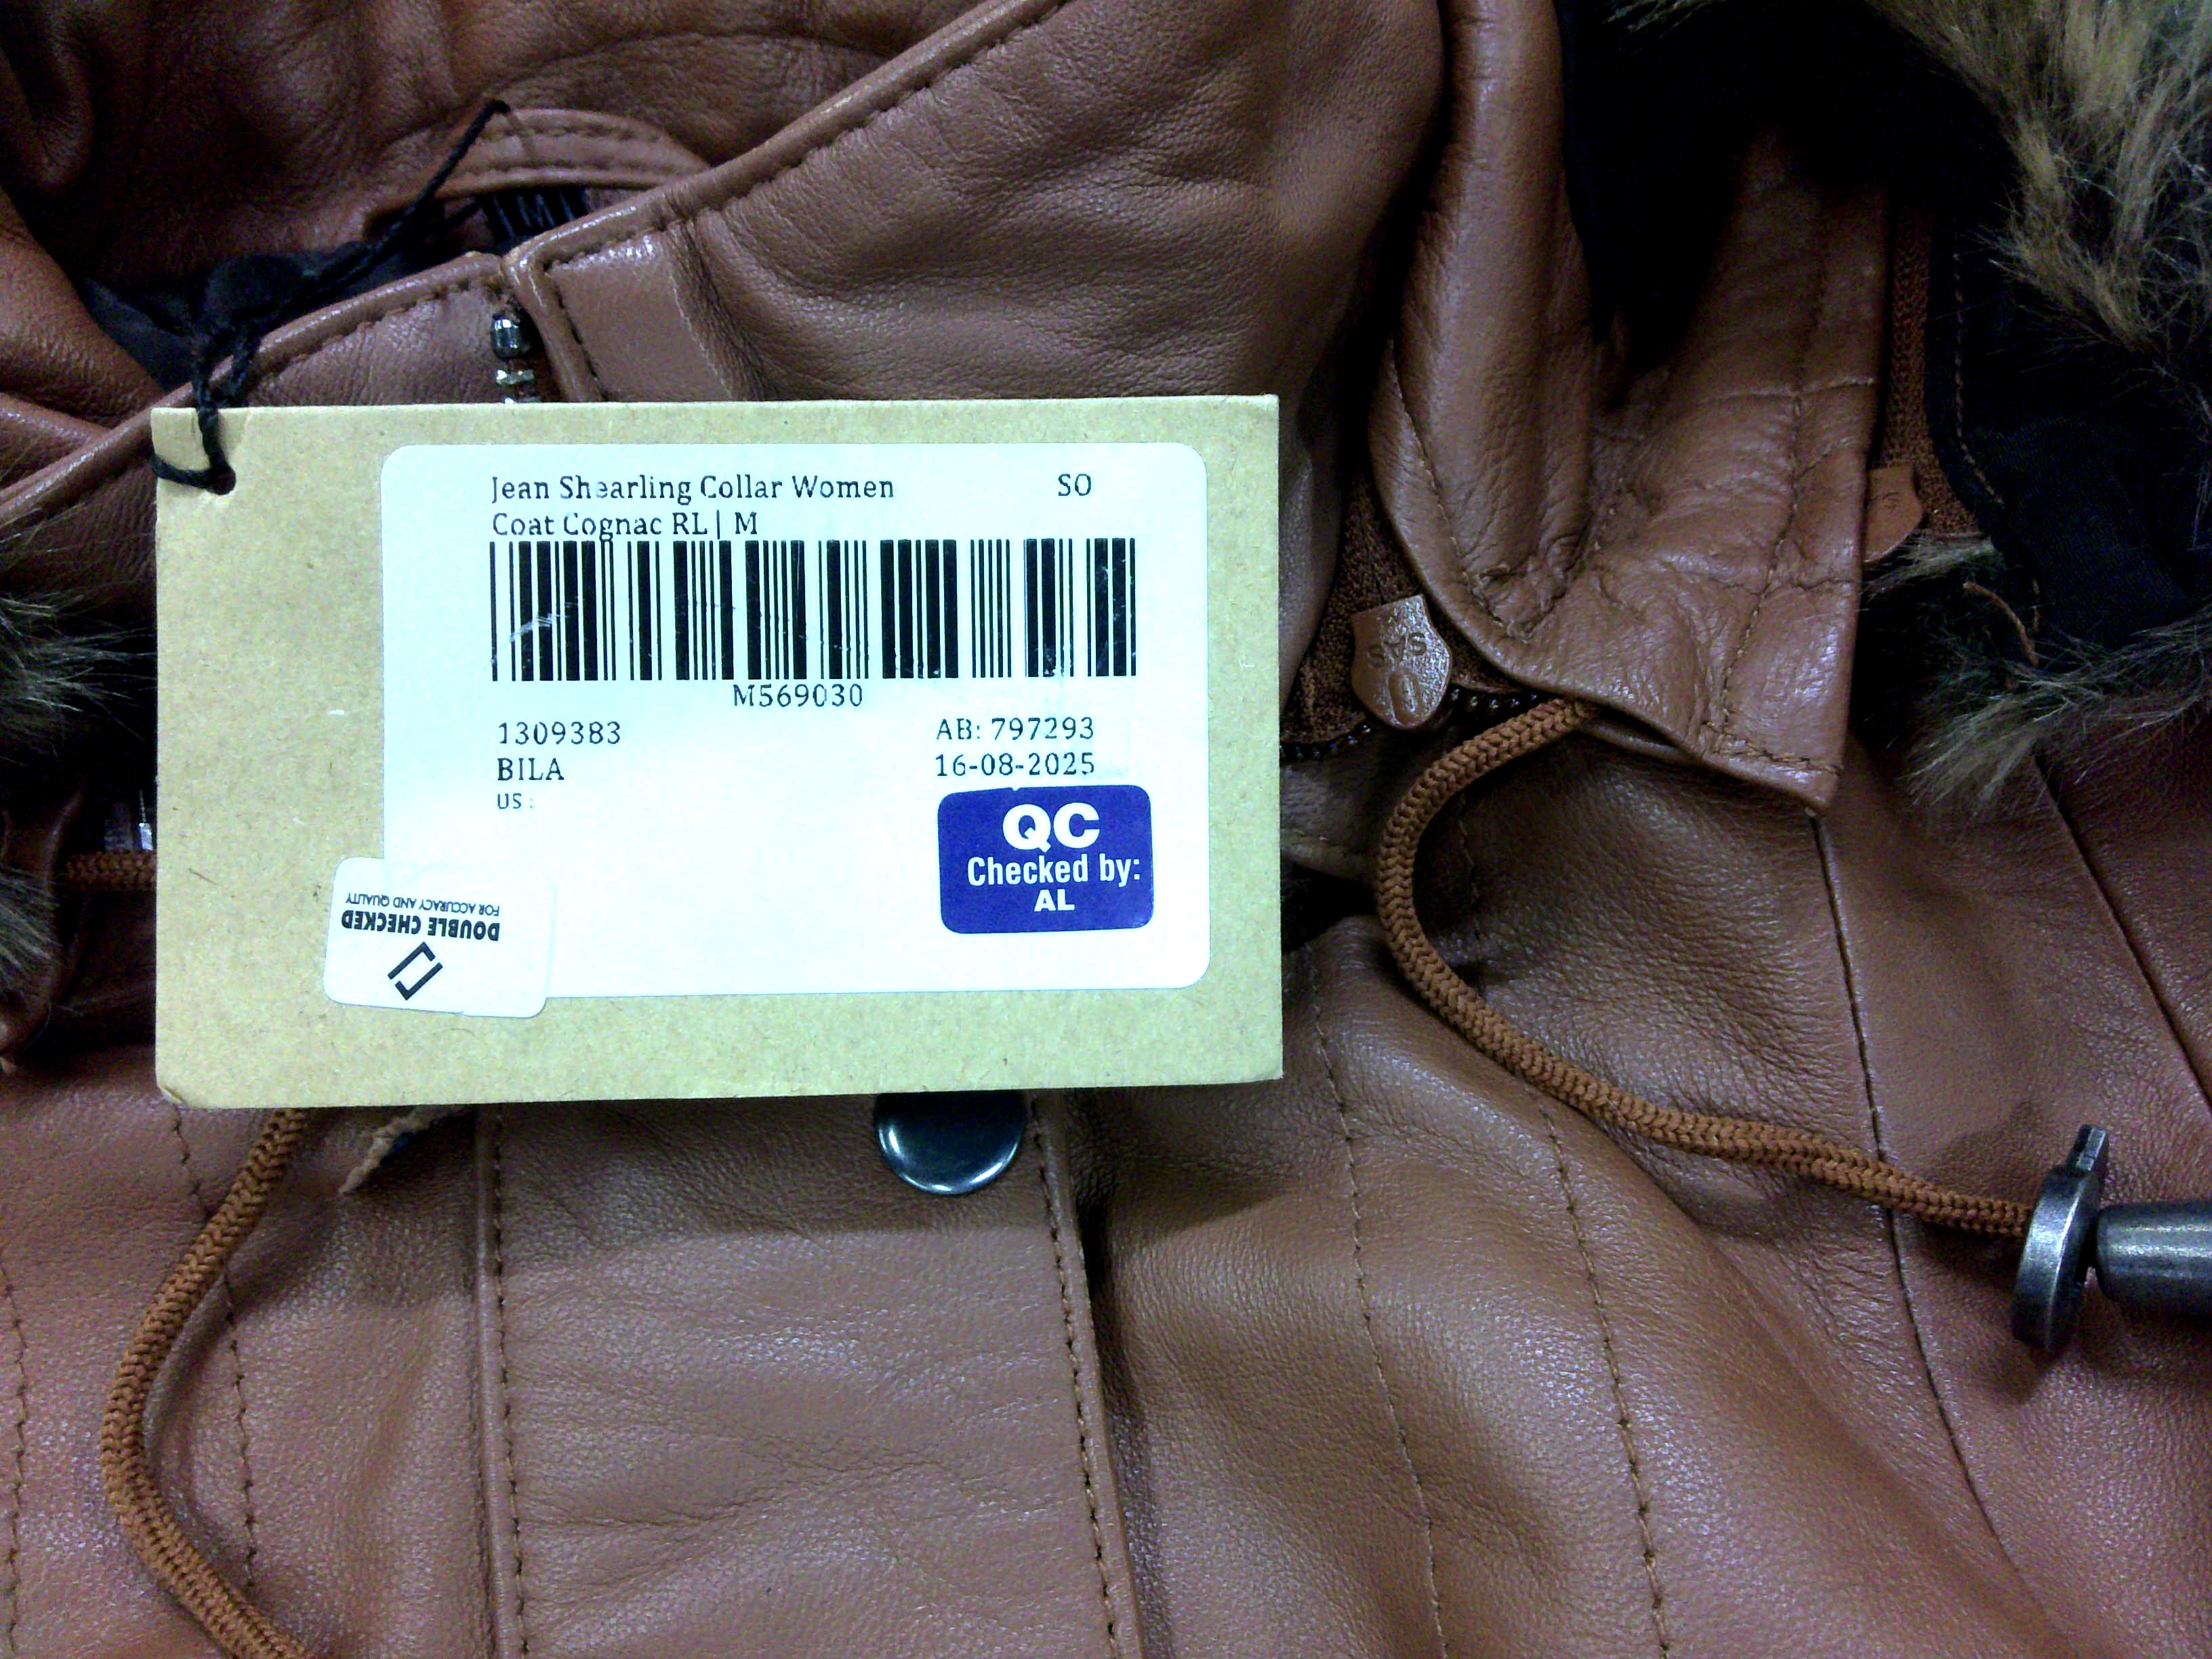 Jean Shearling Collar Women SO
Coat Cognac RL | M
M569030
1309383 AB: 797293
BILA 16-08-2025
US :
QC
Checked by:
AL
DOUBLE CHECKED
FOR ACCURACY AND QUALITY
SAS